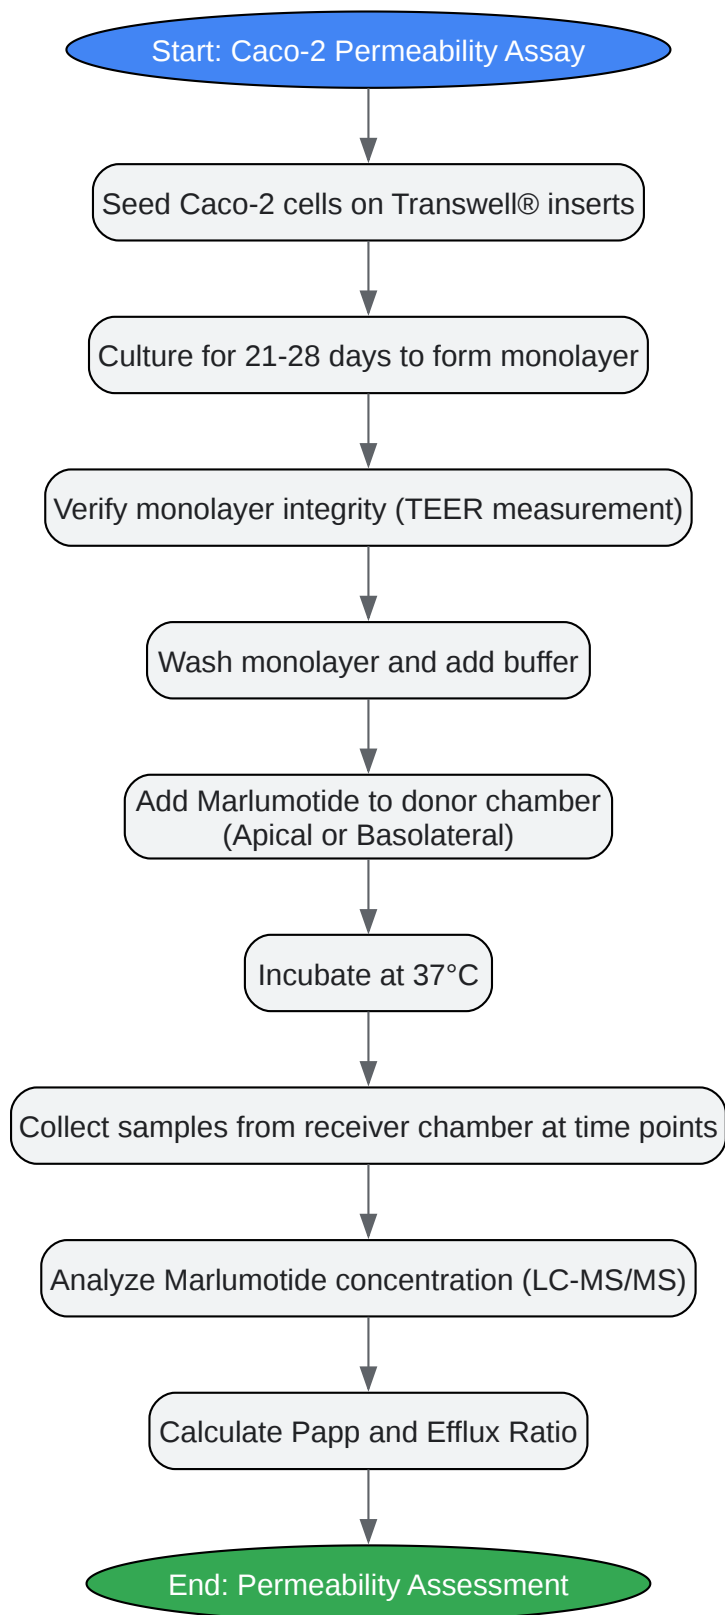 Start: Caco-2 Permeability Assay
Seed Caco-2 cells on Transwell® inserts
Culture for 21-28 days to form monolayer
Verify monolayer integrity (TEER measurement)
Wash monolayer and add buffer
Add Marlumotide to donor chamber
(Apical or Basolateral)
Incubate at 37°C
Collect samples from receiver chamber at time points
Analyze Marlumotide concentration (LC-MS/MS)
Calculate Papp and Efflux Ratio
End: Permeability Assessment